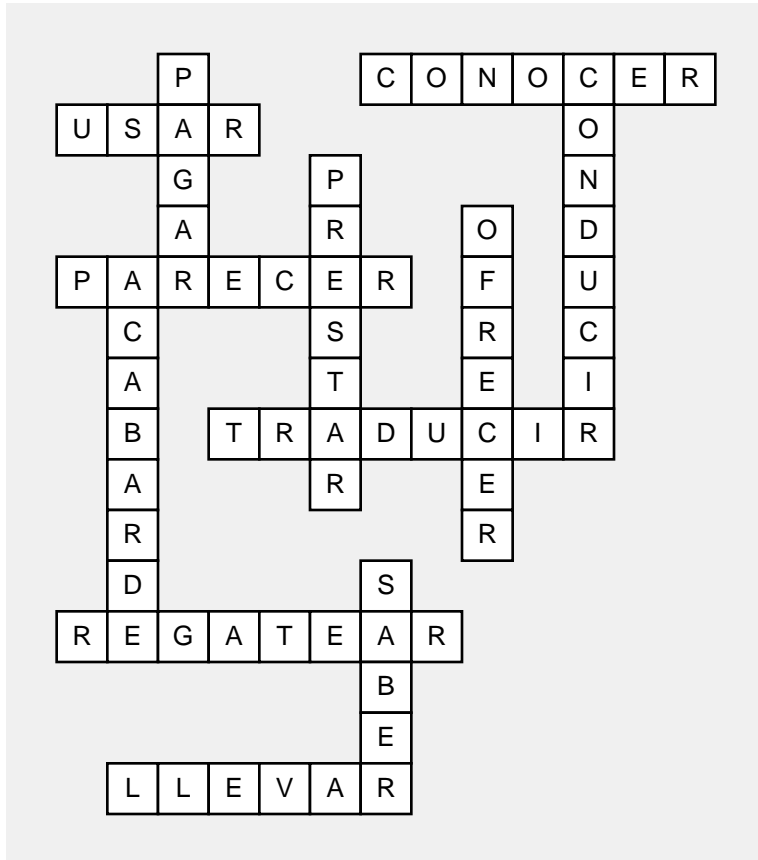 P C O N O C E R
U S A R O
G P N
A R O D
P A R E C E R F U
C S R C
A T E I
B T R A D U C I R
A R E
R R
D S
R E G A T E A R
B
E
L L E V A R